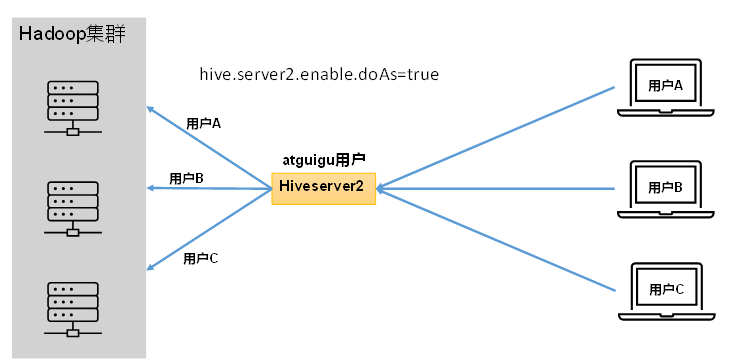 Hadoop集群
hive.server2.enable.doAs=true
用户A
用户B
用户C
atguigu用户
Hiveserver2
用户A
用户B
用户C